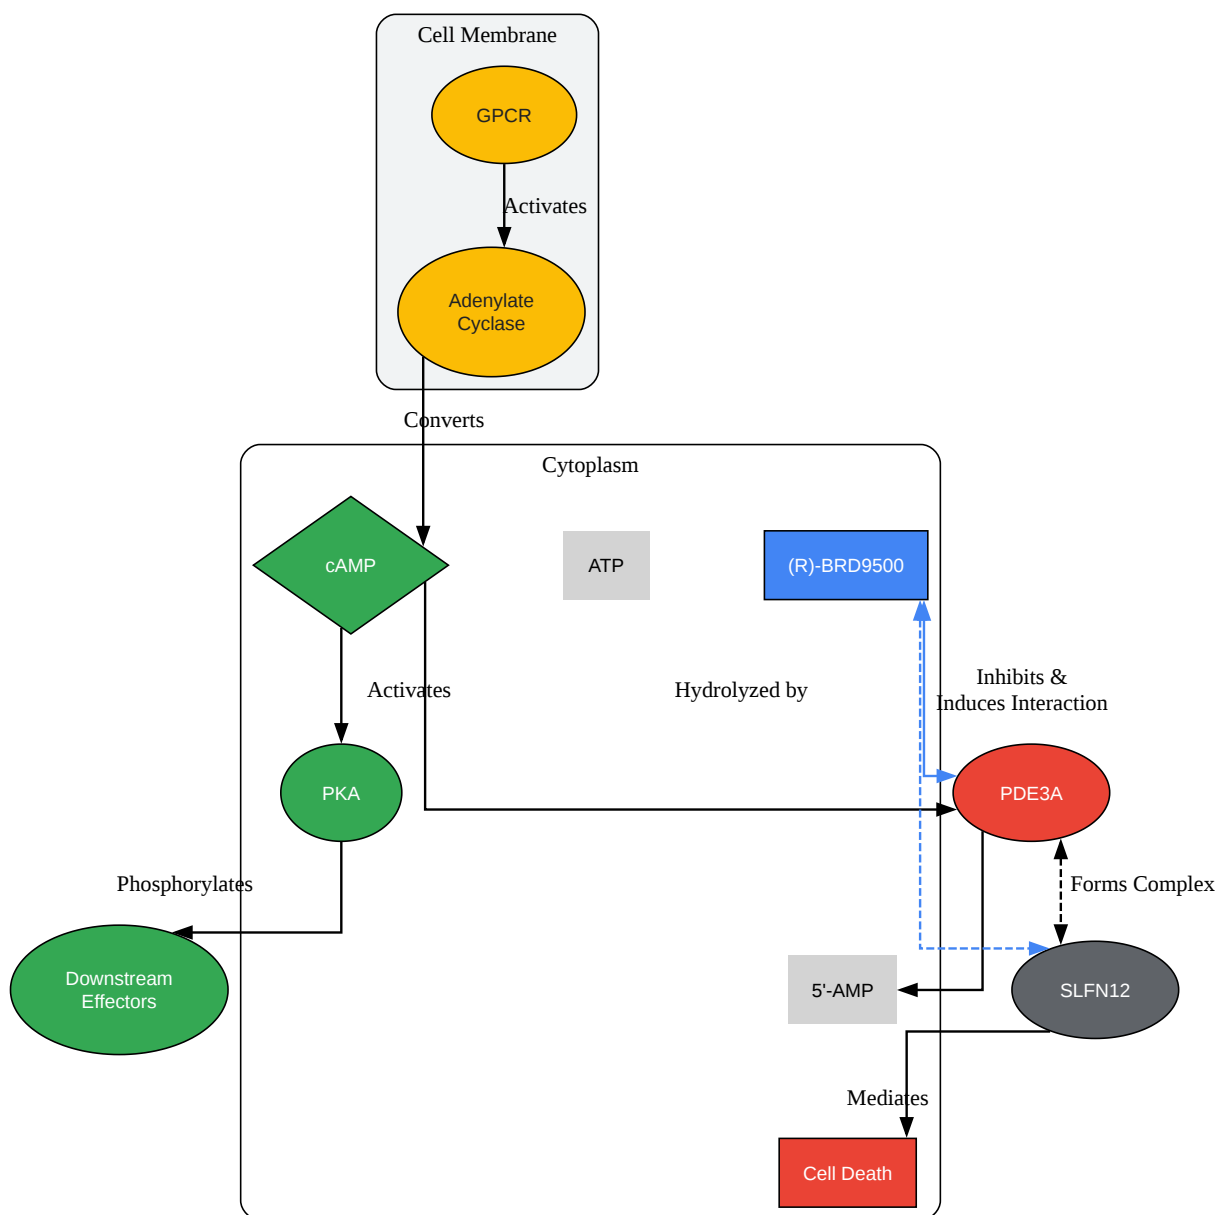 Cell Membrane
GPCR
Activates
Adenylate
Cyclase
Converts
Cytoplasm
cAMP
ATP
(R)-BRD9500
Activates
Hydrolyzed by
Inhibits &
Induces Interaction
PKA
PDE3A
Phosphorylates
Forms Complex
Downstream
Effectors
5'-AMP
SLFN12
Mediates
Cell Death